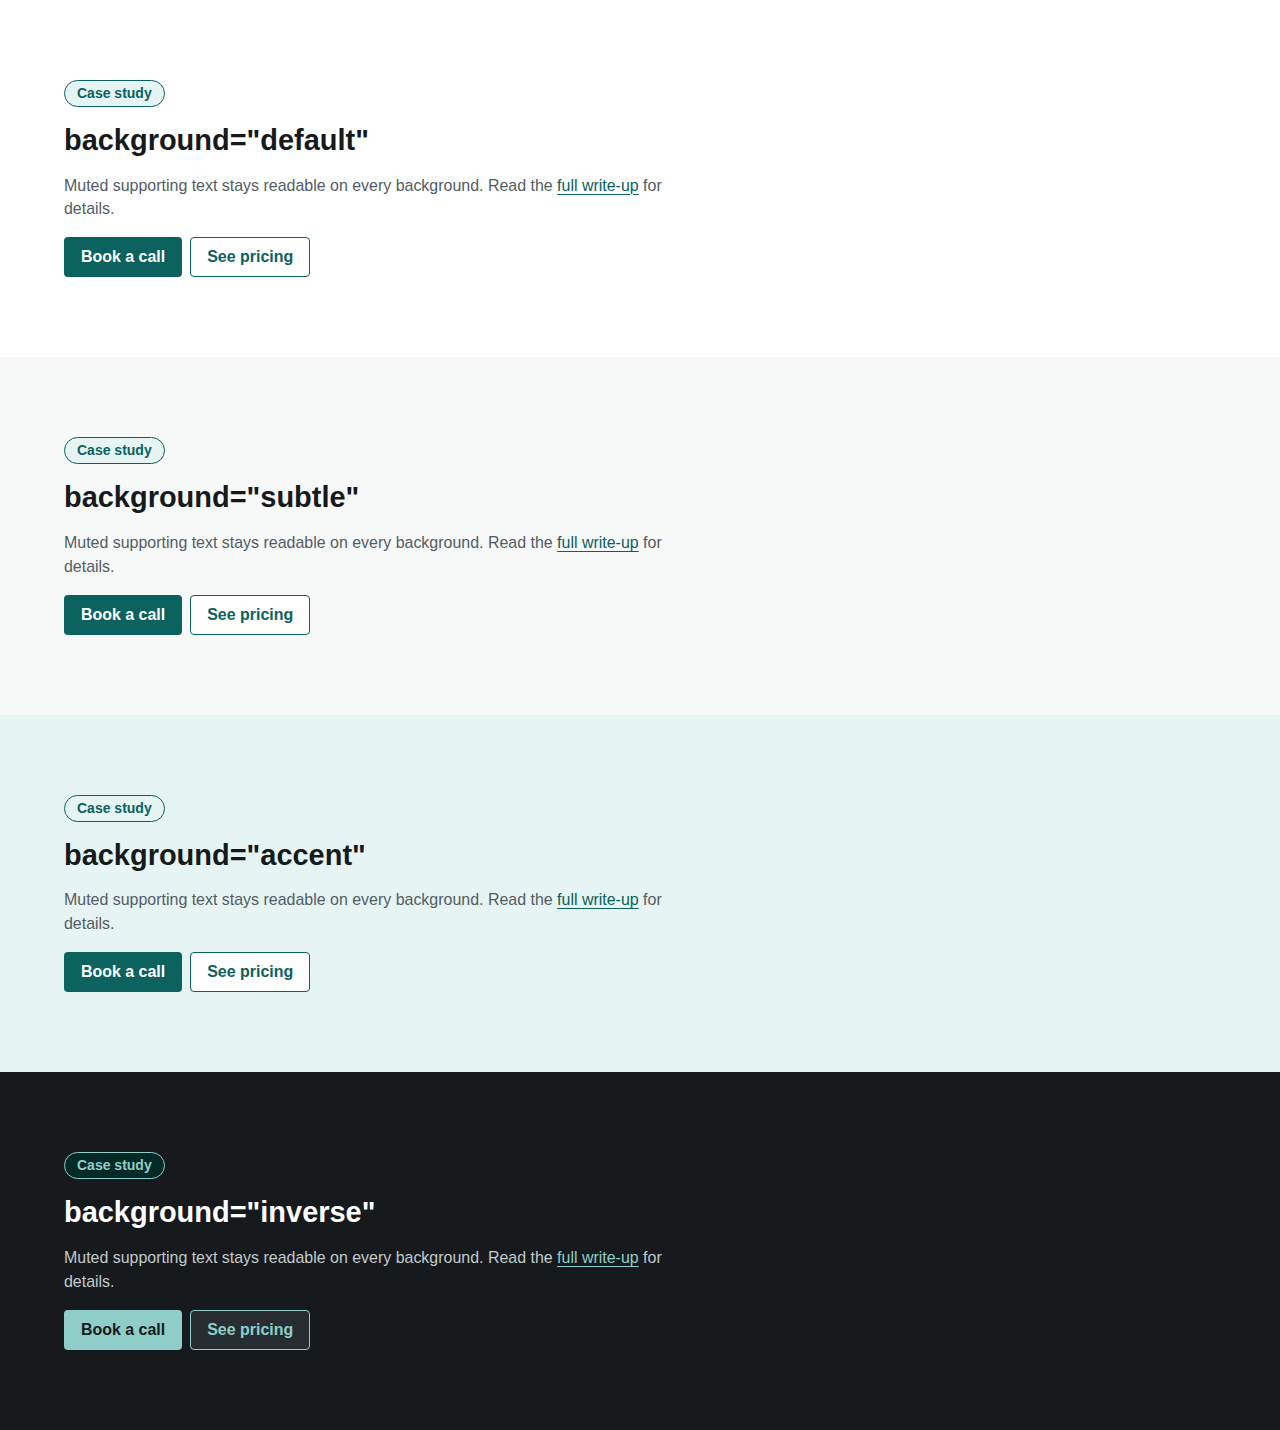 Case study
background="default"
Muted supporting text stays readable on every background. Read the full write-up for
details.
Book a call
See pricing
Case study
background="subtle"
Muted supporting text stays readable on every background. Read the full write-up for
details.
Book a call
See pricing
Case study
background="accent"
Muted supporting text stays readable on every background. Read the full write-up for
details.
Book a call
See pricing
Case study
background="inverse"
Muted supporting text stays readable on every background. Read the full write-up for
details.
Book a call
See pricing